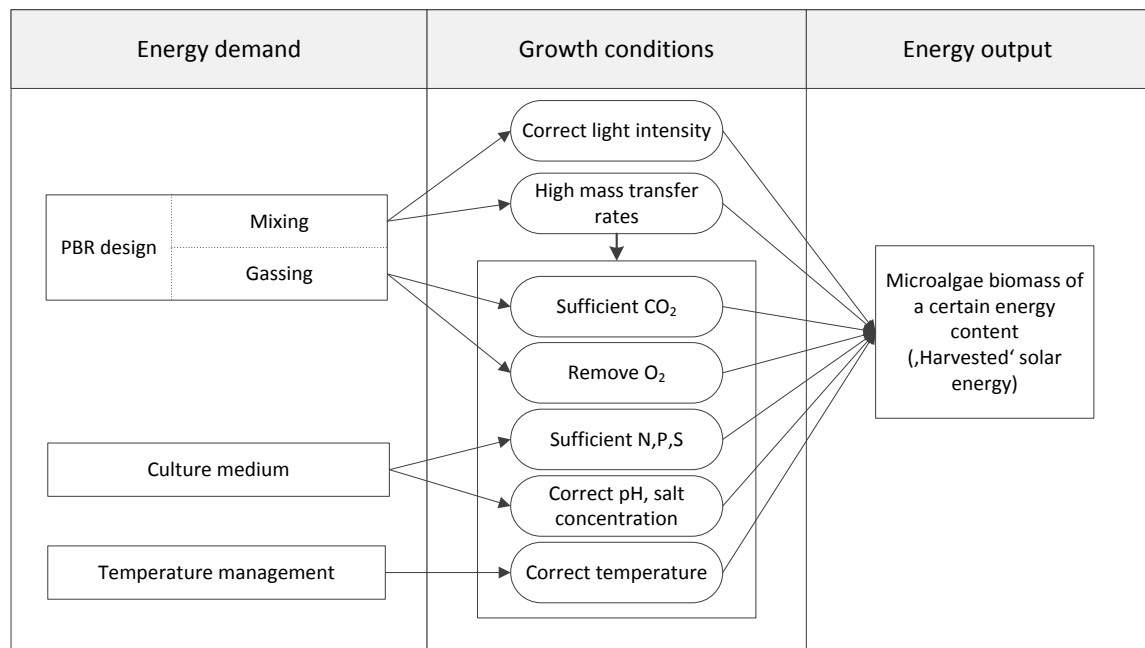 Energy demand
Growth conditions
Energy output
Correct light intensity
High mass transfer
rates
PBR design
Mixing
Gassing
Sufficient CO₂
Remove O₂
Sufficient N,P,S
Correct pH, salt
concentration
Correct temperature
Culture medium
Temperature management
Microalgae biomass of
a certain energy
content
(‚Harvested‘ solar
energy)